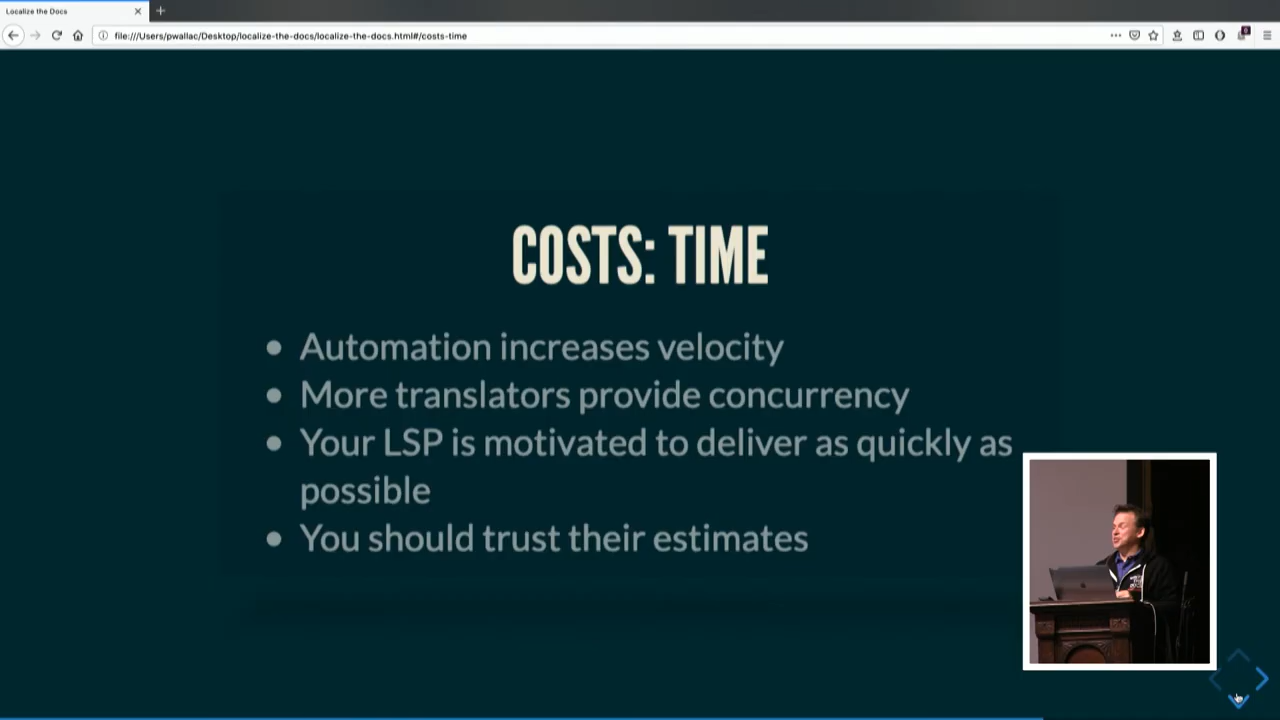 Localize the Docs
file:///Users/pwallac/Desktop/localize-the-docs/localize-the-docs.html#/costs-time
COSTS: TIME
Automation increases velocity
More translators provide concurrency
Your LSP is motivated to deliver as quickly as
possible
You should trust their estimates